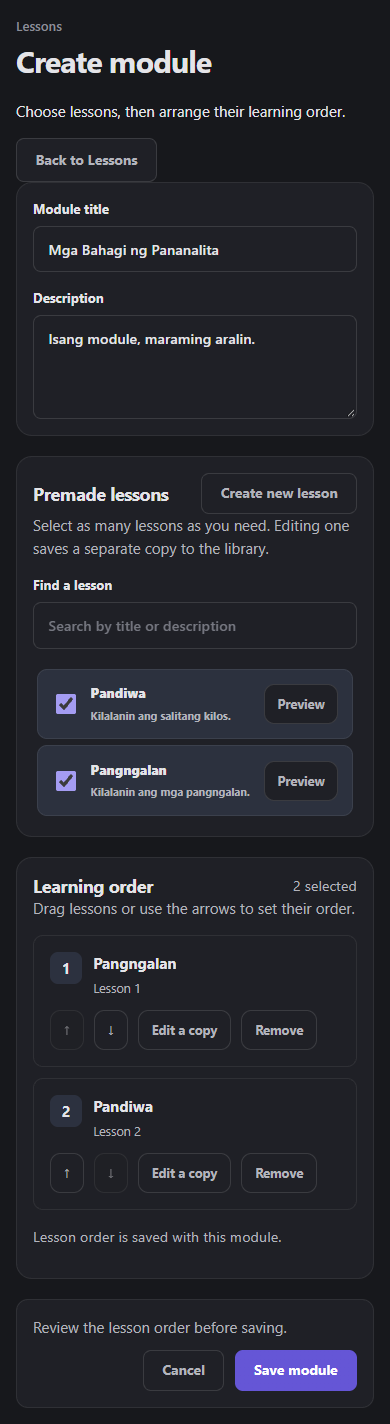 Lessons
Create module
Choose lessons, then arrange their learning order.
Back to Lessons
Module title
Mga Bahagi ng Pananalita
Description
Isang module, maraming aralin.
Premade lessons
Create new lesson
Select as many lessons as you need. Editing one
saves a separate copy to the library.
Find a lesson
Search by title or description
Pandiwa
Kilalanin ang salitang kilos.
Preview
Pangngalan
Kilalanin ang mga pangngalan.
Preview
Learning order
2 selected
Drag lessons or use the arrows to set their order.
1
Pangngalan
Lesson 1
↑ ↓ Edit a copy Remove
2
Pandiwa
Lesson 2
↑ ↓ Edit a copy Remove
Lesson order is saved with this module.
Review the lesson order before saving.
Cancel Save module